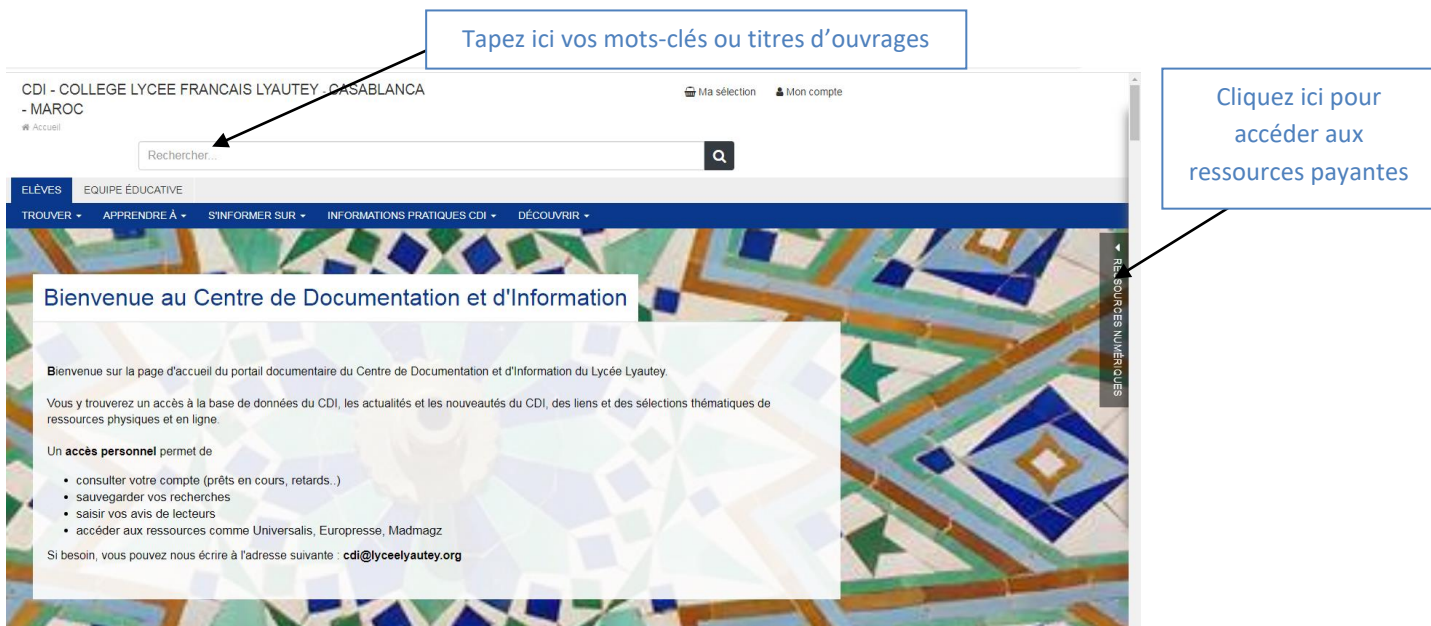 Tapez ici vos mots-clés ou titres d’ouvrages
CDI - COLLEGE LYCEE FRANCAIS LYAUTEY - CASABLANCA
- MAROC
Accueil
Ma sélection Mon compte
Cliquez ici pour
accéder aux
ressources payantes
Rechercher...
ELÈVES EQUIPE ÉDUCATIVE
TROUVER APPRENDRE À S'INFORMER SUR INFORMATIONS PRATIQUES CDI DÉCOUVRIR
RESSOURCES NUMÉRIQUES
Bienvenue au Centre de Documentation et d'Information
Bienvenue sur la page d'accueil du portail documentaire du Centre de Documentation et d'Information du Lycée Lyautey.
Vous y trouverez un accès à la base de données du CDI, les actualités et les nouveautés du CDI, des liens et des sélections thématiques de
ressources physiques et en ligne.
Un accès personnel permet de
• consulter votre compte (prêts en cours, retards..)
• sauvegarder vos recherches
• saisir vos avis de lecteurs
• accéder aux ressources comme Universalis, Europresse, Madmagz
Si besoin, vous pouvez nous écrire à l'adresse suivante : cdi@lyceelyautey.org